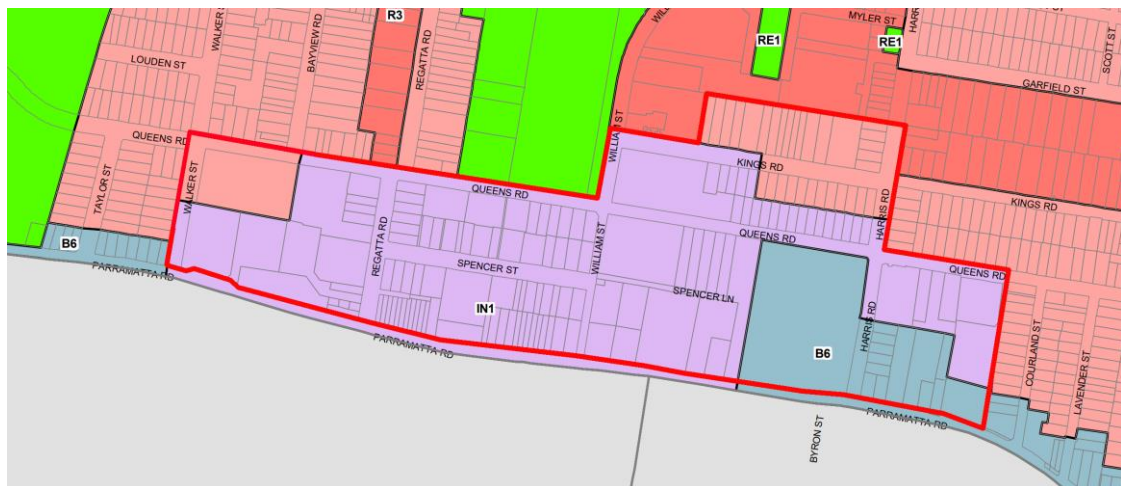 R3
RE1
MYLER ST
RE1
SCOTT ST
WALKER ST
BAYVIEW RD
REGATTA RD
LOUDEN ST
GARFIELD ST
QUEENS RD
WILLIAM ST
KINGS RD
WALKER ST
TAYLOR ST
QUEENS RD
KINGS RD
HARRIS RD
B6
REGATTA RD
WILLIAM ST
QUEENS RD
QUEENS RD
PARRAMATTA RD
SPENCER ST
SPENCER LN
IN1
HARRIS RD
B6
COURLAND ST
LAVENDER ST
PARRAMATTA RD
PARRAMATTA RD
BYRON ST